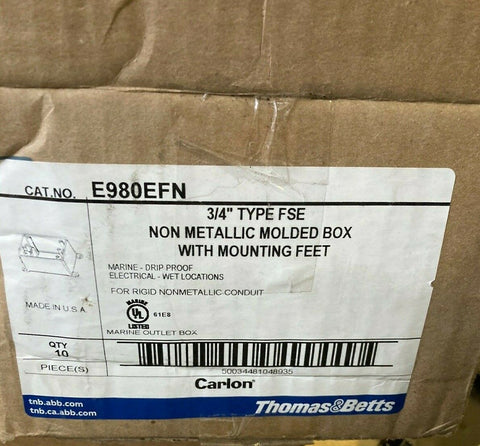 CAT.NO. E980EFN
3/4" TYPE FSE
NON METALLIC MOLDED BOX
WITH MOUNTING FEET
MARINE - DRIP PROOF
ELECTRICAL - WET LOCATIONS
FOR RIGID NONMETALLIC CONDUIT
MADE IN U.S.A.
MARINE
UL
LISTED
61E8
MARINE OUTLET BOX
QTY
10
PIECE(S)
50034481048935
Carlon®
tnb.abb.com
tnb.ca.abb.com
Thomas&Betts